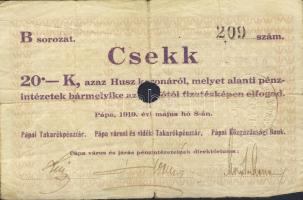 B sorozat. 209 szám.
Csekk
20·— K, azaz Husz koronáról, melyet alanti pénz-
intézetek bármelyike az fizetésképen elfogad.
Pápa, 1919. évi május hó 8-án.
Pápai Takarékpénztár. Pápa városi és vidéki Takarékpénztár. Pápai Közgazdasági Bank.
Pápa város és járás pénzintézeteinek direktóriuma: